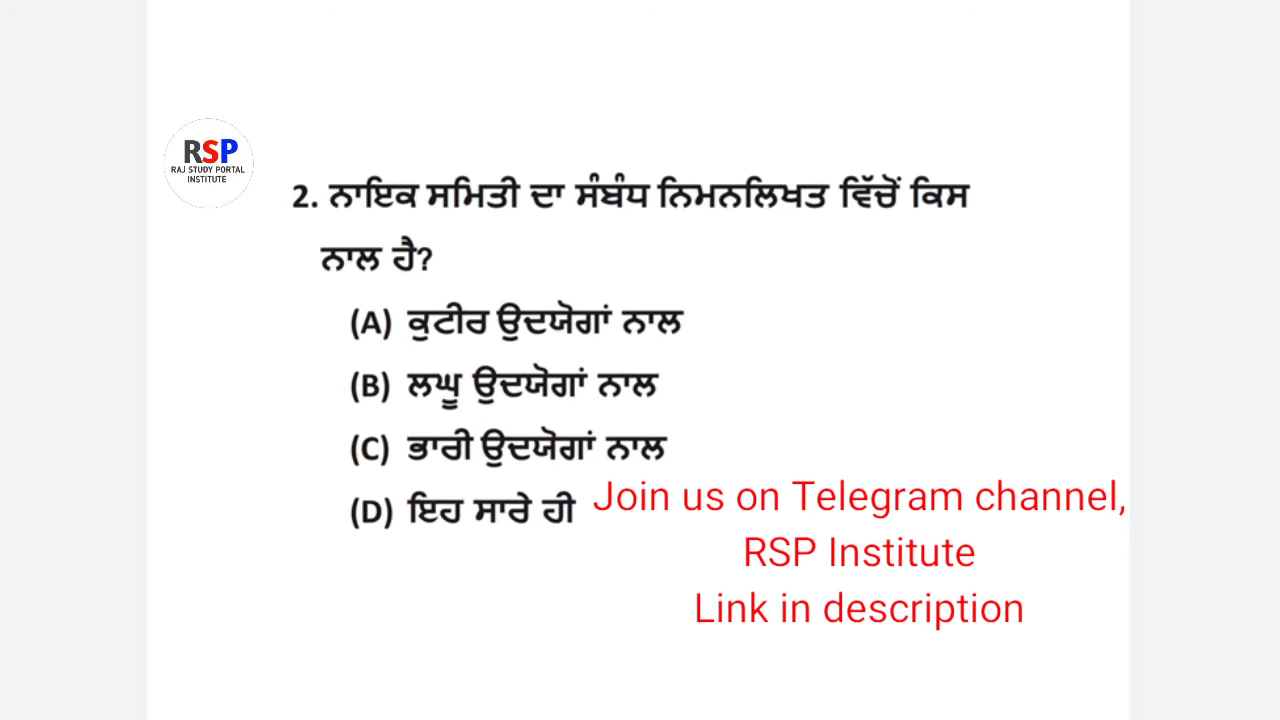 RSP
RAJ STUDY PORTAL
INSTITUTE
2. ਨਾਇਕ ਸਮਿਤੀ ਦਾ ਸੰਬੰਧ ਨਿਮਨਲਿਖਤ ਵਿੱਚੋਂ ਕਿਸ
ਨਾਲ ਹੈ?
(A) ਕੁਟੀਰ ਉਦਯੋਗਾਂ ਨਾਲ
(B) ਲਘੂ ਉਦਯੋਗਾਂ ਨਾਲ
(C) ਭਾਰੀ ਉਦਯੋਗਾਂ ਨਾਲ
(D) ਇਹ ਸਾਰੇ ਹੀ
Join us on Telegram channel,
RSP Institute
Link in description